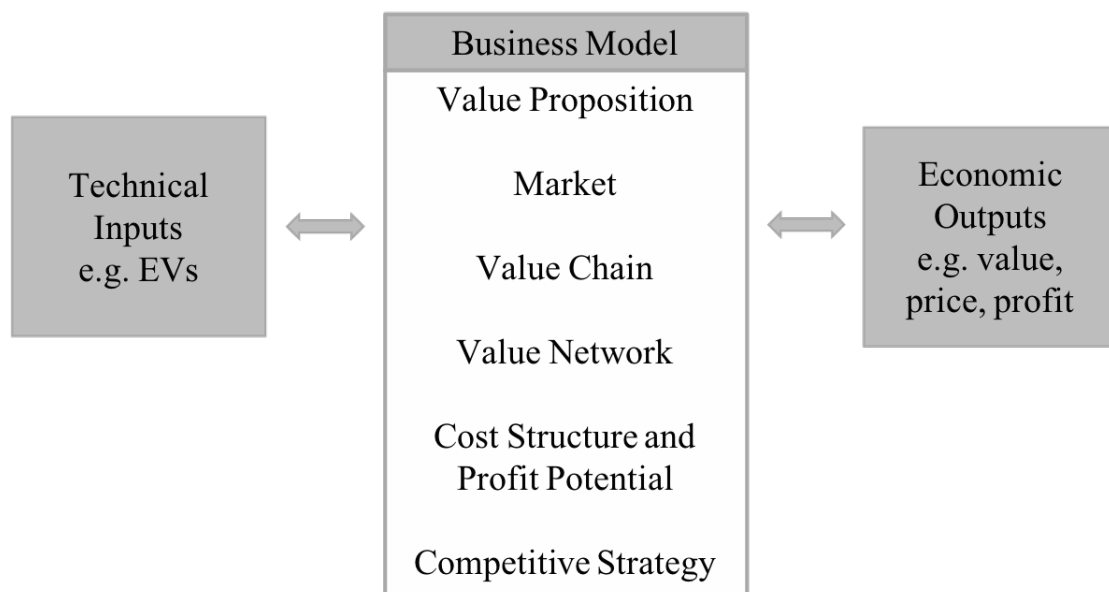 Technical
Inputs
e.g. EVs
Business Model
Value Proposition
Market
Value Chain
Value Network
Cost Structure and
Profit Potential
Competitive Strategy
Economic
Outputs
e.g. value,
price, profit